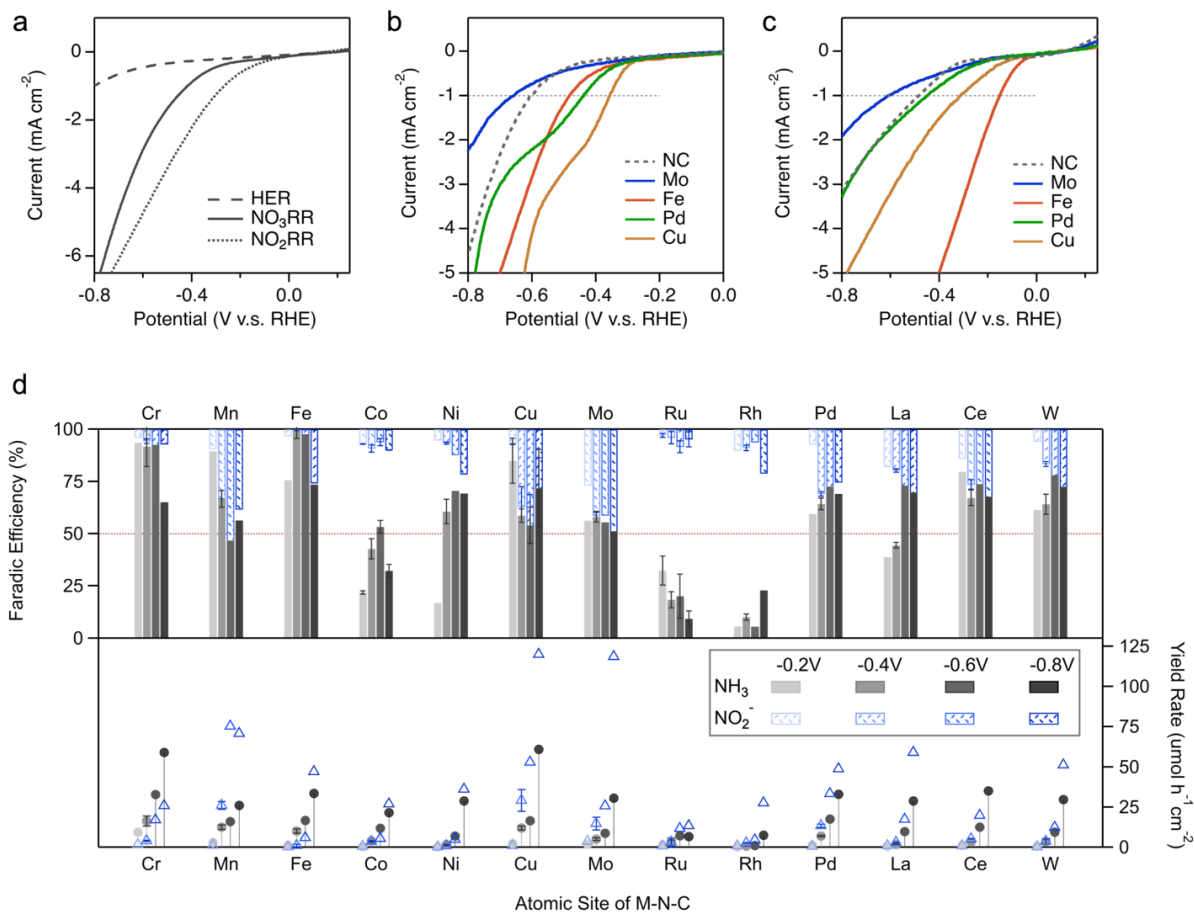 a
b
c
0
-2
-4
-6
Current (mA cm-2)
-0.8
-0.4
0.0
Potential (V v.s. RHE)
HER
NO3RR
NO2RR
0
-1
-2
-3
-4
-5
Current (mA cm-2)
-0.8
-0.6
-0.4
-0.2
0.0
Potential (V v.s. RHE)
NC
Mo
Fe
Pd
Cu
0
-1
-2
-3
-4
-5
Current (mA cm-2)
-0.8
-0.4
0.0
Potential (V v.s. RHE)
NC
Mo
Fe
Pd
Cu
d
Cr Mn Fe Co Ni Cu Mo Ru Rh Pd La Ce W
100
75
50
25
0
Faradic Efficiency (%)
-0.2V -0.4V -0.6V -0.8V
NH3
NO2-
125
100
75
50
25
0
Yield Rate (umol h-1 cm-2)
Cr Mn Fe Co Ni Cu Mo Ru Rh Pd La Ce W
Atomic Site of M-N-C